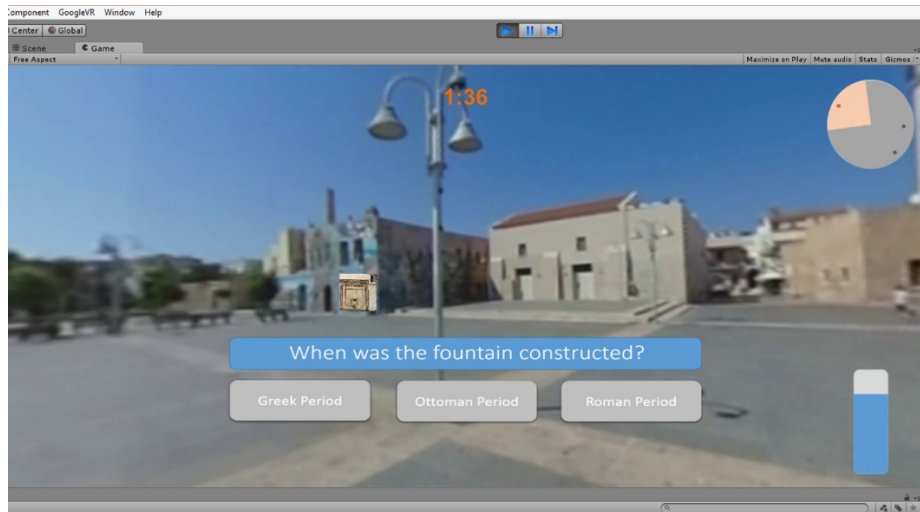 Component GoogleVR Window Help
Center Global
Scene Game
Free Aspect Maximize on Play Mute audio Stats Gizmos
1:36
When was the fountain constructed?
Greek Period Ottoman Period Roman Period